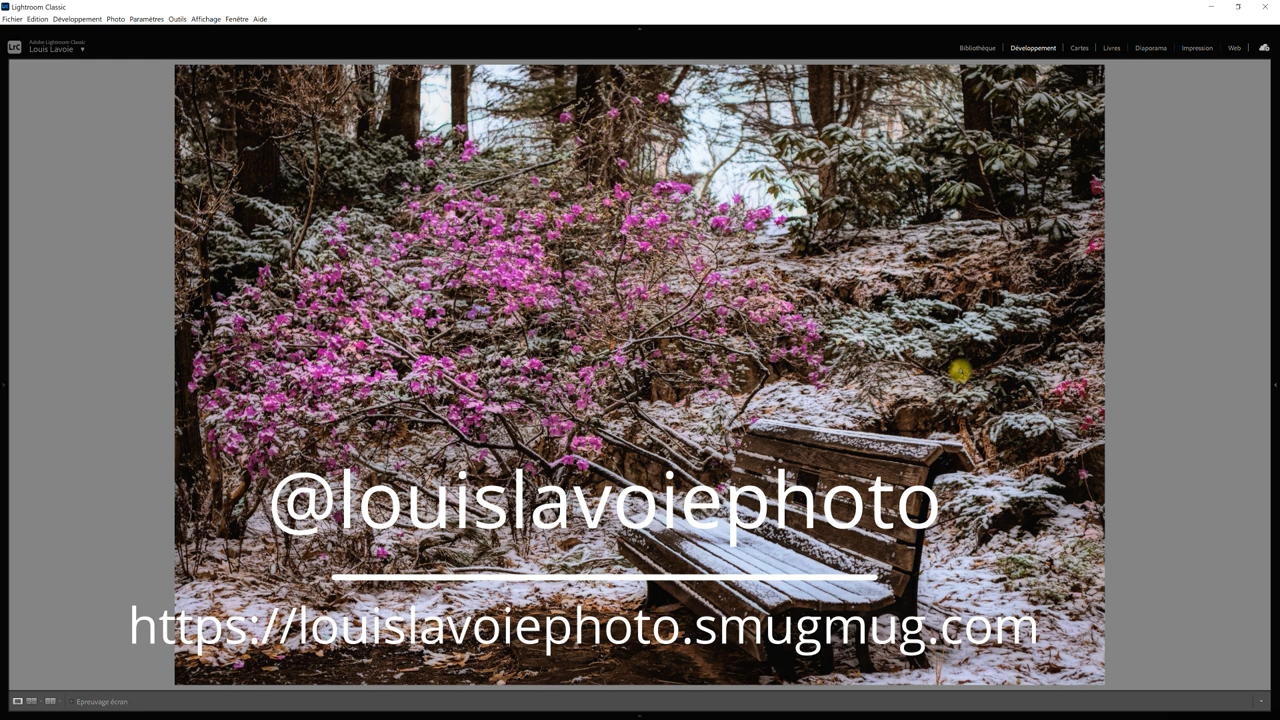 Lightroom Classic
Fichier Edition Développement Photo Paramètres Outils Affichage Fenêtre Aide
LrC
Adobe Lightroom Classic
Louis Lavoie
Bibliothèque Développement Cartes Livres Diaporama Impression Web
@louislavoiephoto
https://louislavoiephoto.smugmug.com
Epreuvage écran